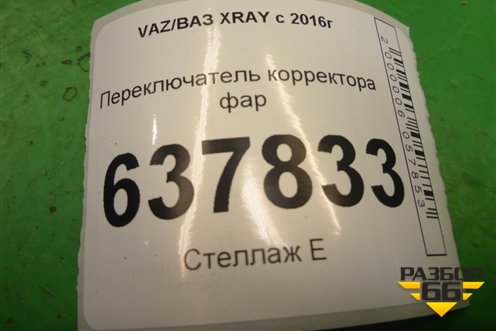 VAZ/ВАЗ XRAY с 2016г
Переключатель корректора
фар
637833
Стеллаж Е
2000006057853
РАЗБОР
66